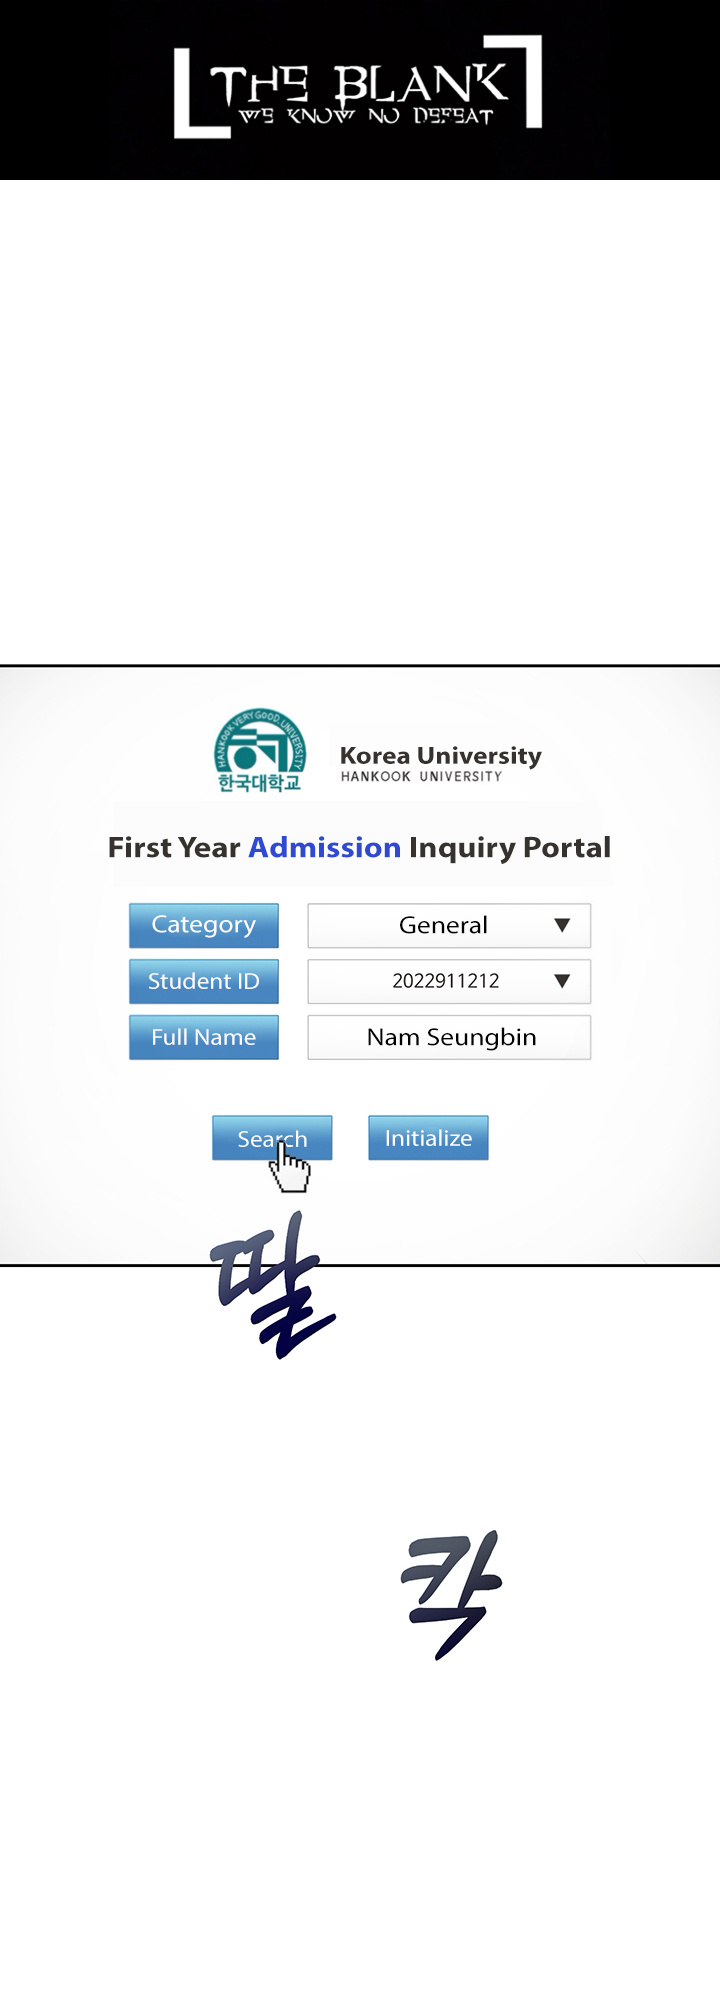 THE BLANK
WE KNOW NO DEFEAT
HANKOOK VERY GOOD UNIVERSITY
한국대학교
Korea University
HANKOOK UNIVERSITY
First Year Admission Inquiry Portal
Category General
Student ID 2022911212
Full Name Nam Seungbin
Search Initialize
딸
칵